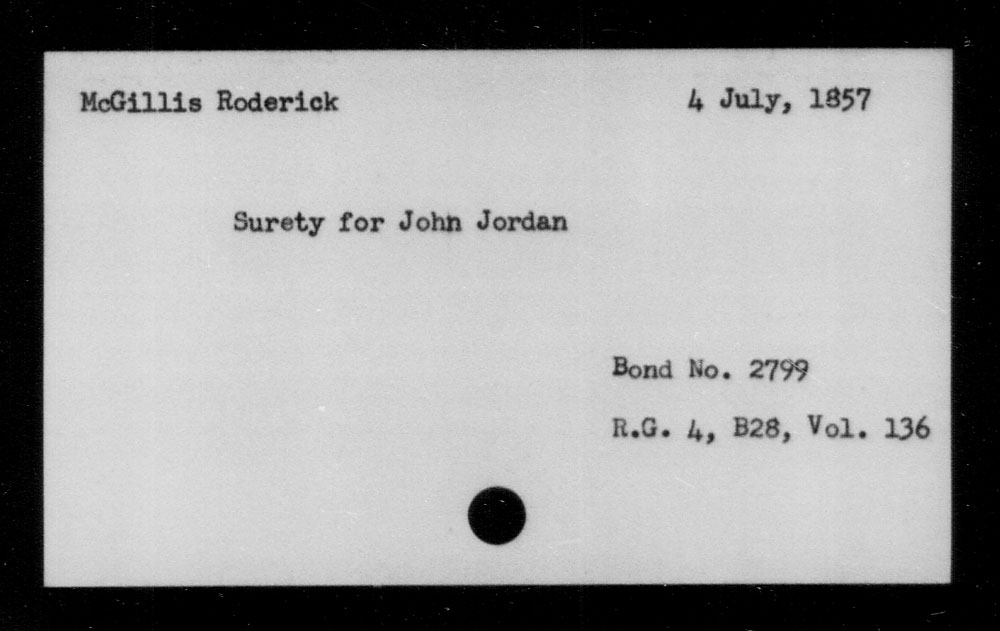 McGillis Roderick 4 July, 1857
Surety for John Jordan
Bond No. 2799
R.G. 4, B28, Vol. 136